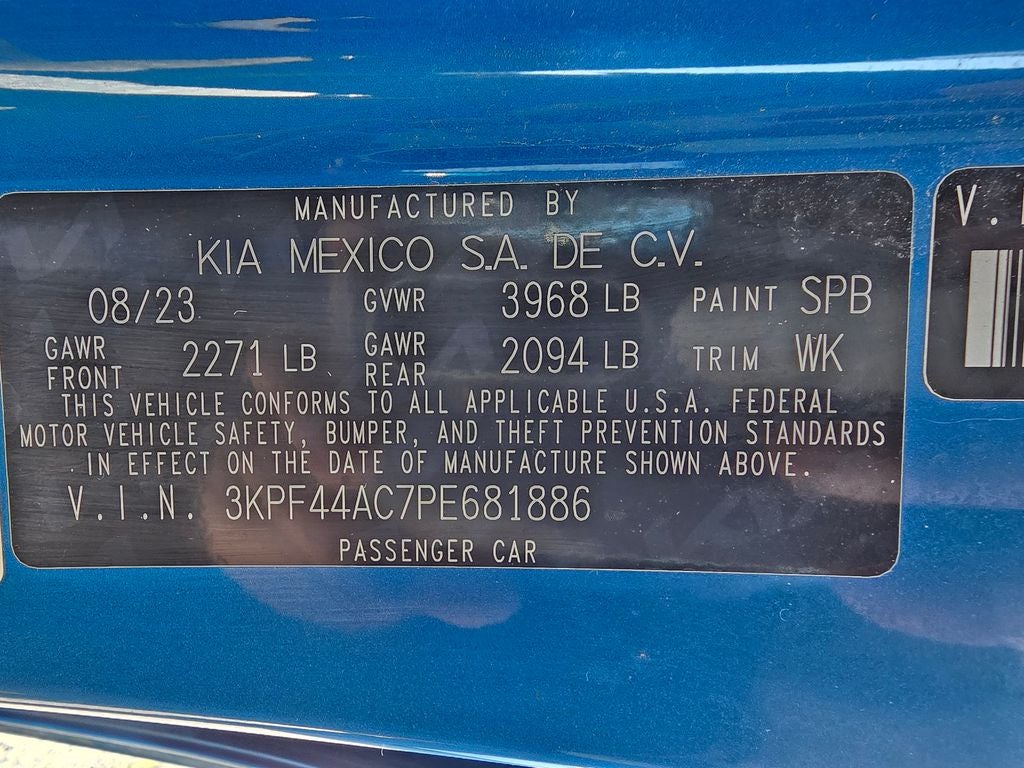 MANUFACTURED BY
KIA MEXICO S.A. DE C.V.
08/23 GVWR 3968 LB PAINT SPB
GAWR FRONT 2271 LB GAWR REAR 2094 LB TRIM WK
THIS VEHICLE CONFORMS TO ALL APPLICABLE U.S.A. FEDERAL
MOTOR VEHICLE SAFETY, BUMPER, AND THEFT PREVENTION STANDARDS
IN EFFECT ON THE DATE OF MANUFACTURE SHOWN ABOVE.
V.I.N. 3KPF44AC7PE681886
PASSENGER CAR
V.